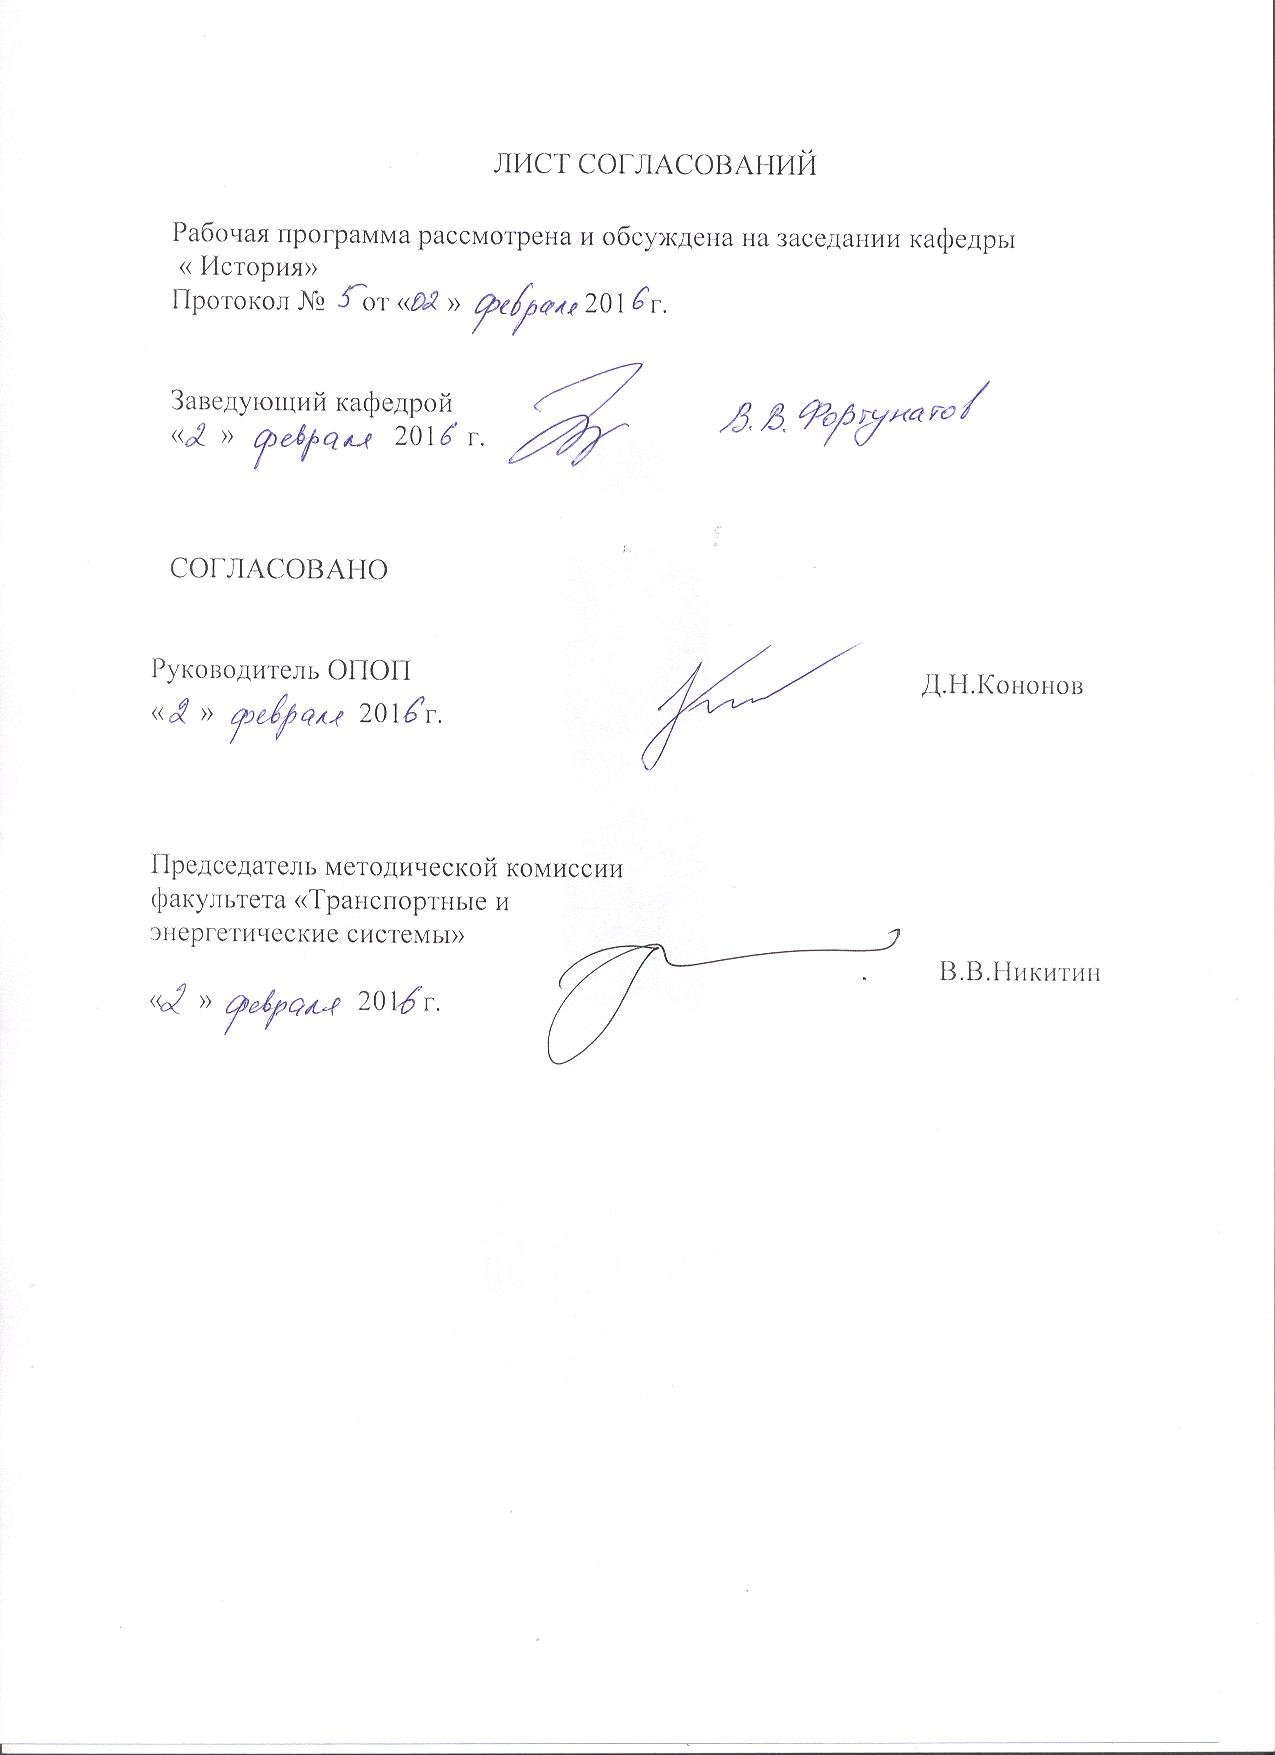 ЛИСТ СОГЛАСОВАНИЙ
Рабочая программа рассмотрена и обсуждена на заседании кафедры
« История»
Протокол № 5 от «02 » февраля 2016 г.
Заведующий кафедрой
«2 » февраля 2016 г.
В.В. Фортунатов
СОГЛАСОВАНО
Руководитель ОПОП
«2 » февраля 2016 г.
Д.Н.Кононов
Председатель методической комиссии
факультета «Транспортные и
энергетические системы»
В.В.Никитин
«2 » февраля 2016 г.